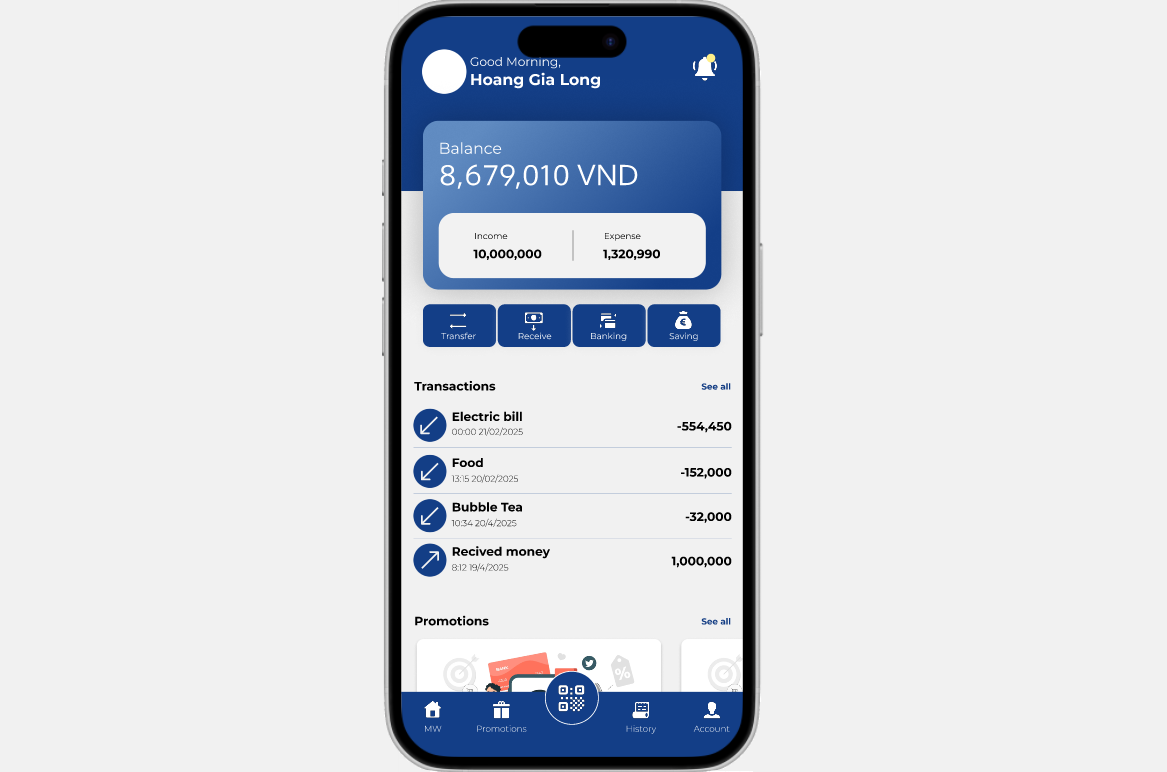 Good Morning,
Hoang Gia Long
Balance
8,679,010 VND
Income
Expense
10,000,000
1,320,990
Transfer
Receive
Banking
Saving
Transactions
See all
Electric bill
00:00 21/02/2025
-554,450
Food
13:15 20/02/2025
-152,000
Bubble Tea
10:34 20/4/2025
-32,000
Recived money
8:12 19/4/2025
1,000,000
Promotions
See all
%
MW
Promotions
History
Account